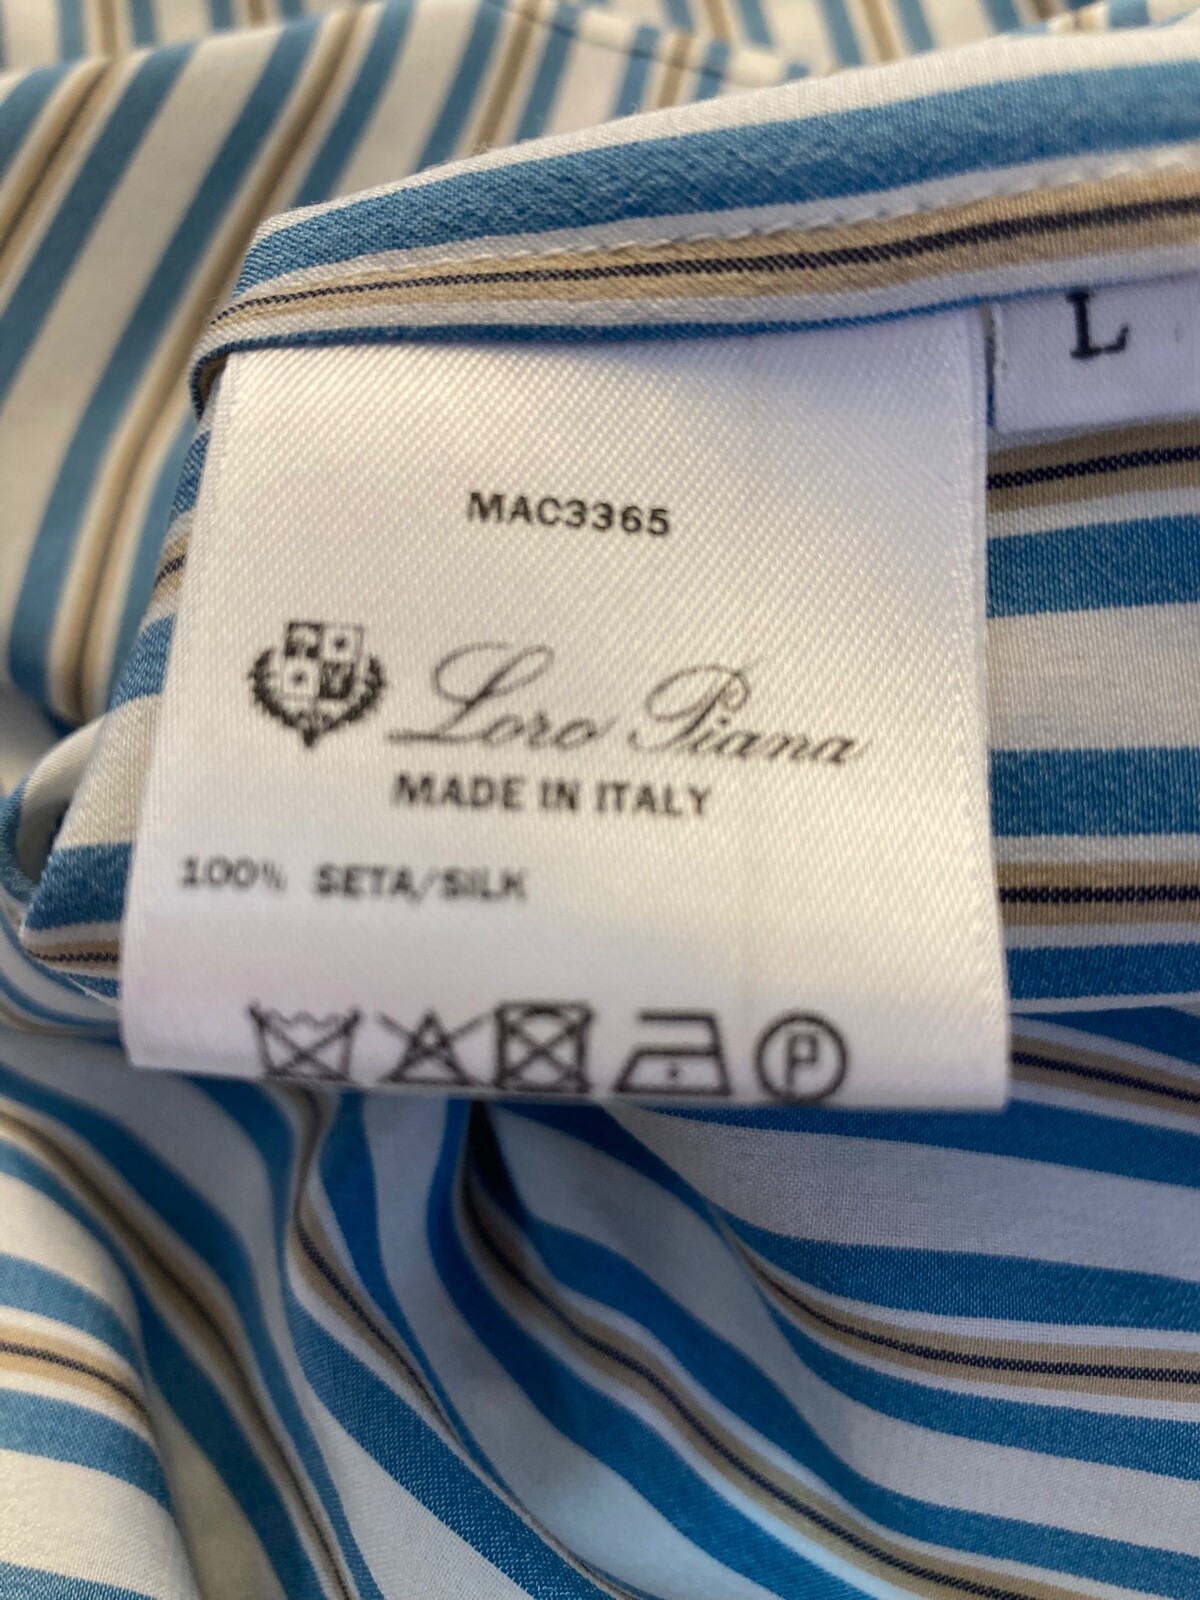 L
MAC3365
Loro Piana
MADE IN ITALY
100% SETA/SILK
P